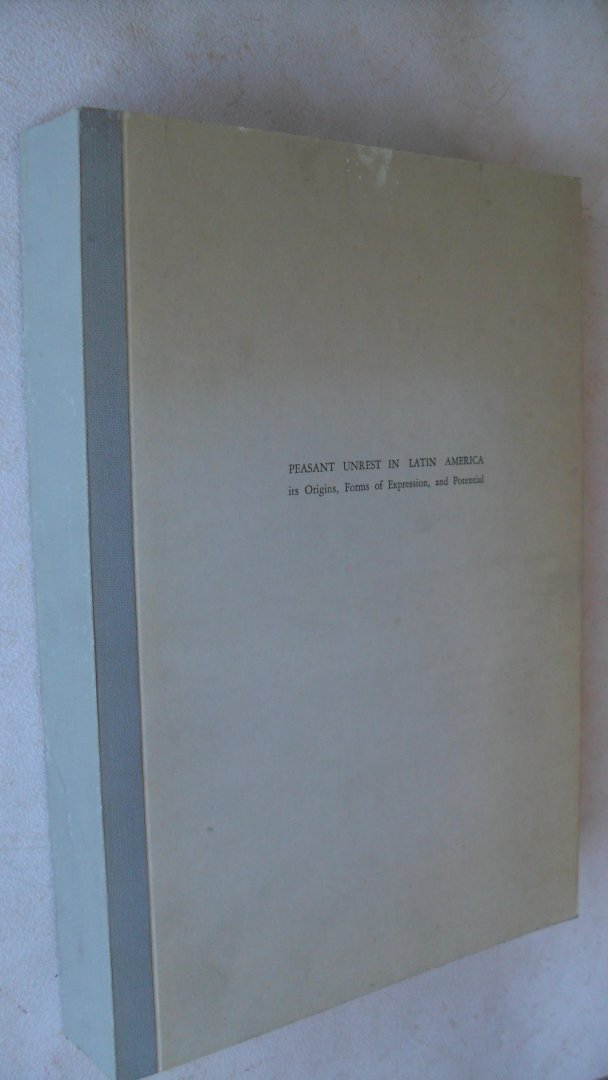 PEASANT UNREST IN LATIN AMERICA
its Origins, Forms of Expression, and Potential